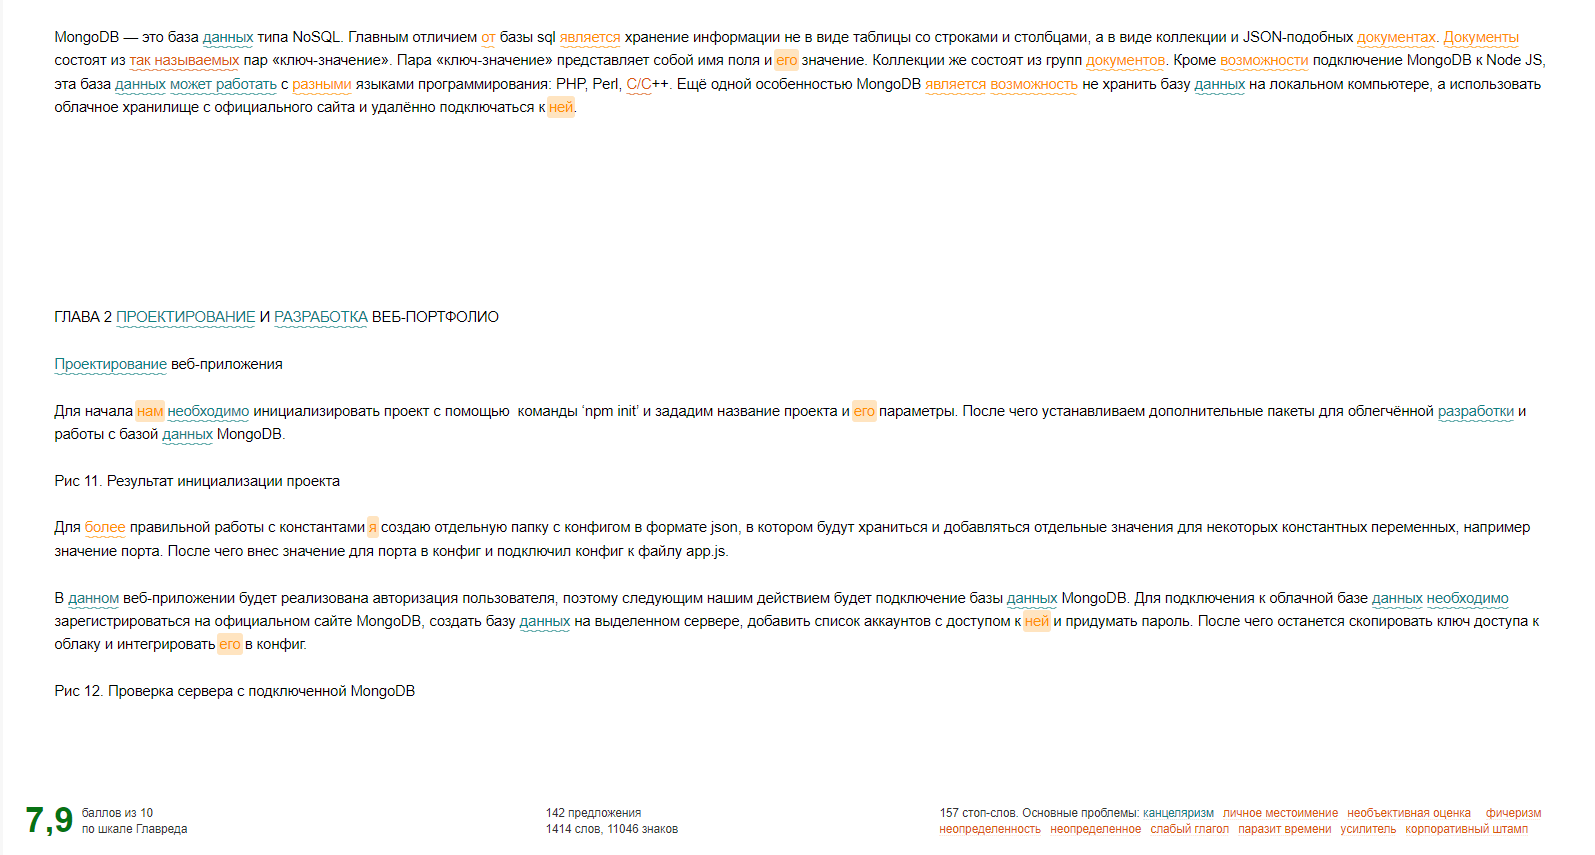 MongoDB — это база данных типа NoSQL. Главным отличием от базы sql является хранение информации не в виде таблицы со строками и столбцами, а в виде коллекции и JSON-подобных документах. Документы
состоят из так называемых пар «ключ-значение». Пара «ключ-значение» представляет собой имя поля и его значение. Коллекции же состоят из групп документов. Кроме возможности подключение MongoDB к Node JS,
эта база данных может работать с разными языками программирования: PHP, Perl, C/C++. Ещё одной особенностью MongoDB является возможность не хранить базу данных на локальном компьютере, а использовать
облачное хранилище с официального сайта и удалённо подключаться к ней.
ГЛАВА 2 ПРОЕКТИРОВАНИЕ И РАЗРАБОТКА ВЕБ-ПОРТФОЛИО
Проектирование веб-приложения
Для начала нам необходимо инициализировать проект с помощью  команды ‘npm init’ и зададим название проекта и его параметры. После чего устанавливаем дополнительные пакеты для облегчённой разработки и
работы с базой данных MongoDB.
Рис 11. Результат инициализации проекта
Для более правильной работы с константами я создаю отдельную папку с конфигом в формате json, в котором будут храниться и добавляться отдельные значения для некоторых константных переменных, например
значение порта. После чего внес значение для порта в конфиг и подключил конфиг к файлу app.js.
В данном веб-приложении будет реализована авторизация пользователя, поэтому следующим нашим действием будет подключение базы данных MongoDB. Для подключения к облачной базе данных необходимо
зарегистрироваться на официальном сайте MongoDB, создать базу данных на выделенном сервере, добавить список аккаунтов с доступом к ней и придумать пароль. После чего останется скопировать ключ доступа к
облаку и интегрировать его в конфиг.
Рис 12. Проверка сервера с подключенной MongoDB
7,9 баллов из 10
по шкале Главреда
142 предложения
1414 слов, 11046 знаков
157 стоп-слов. Основные проблемы: канцеляризм личное местоимение необъективная оценка фичеризм
неопределенность неопределенное слабый глагол паразит времени усилитель корпоративный штамп